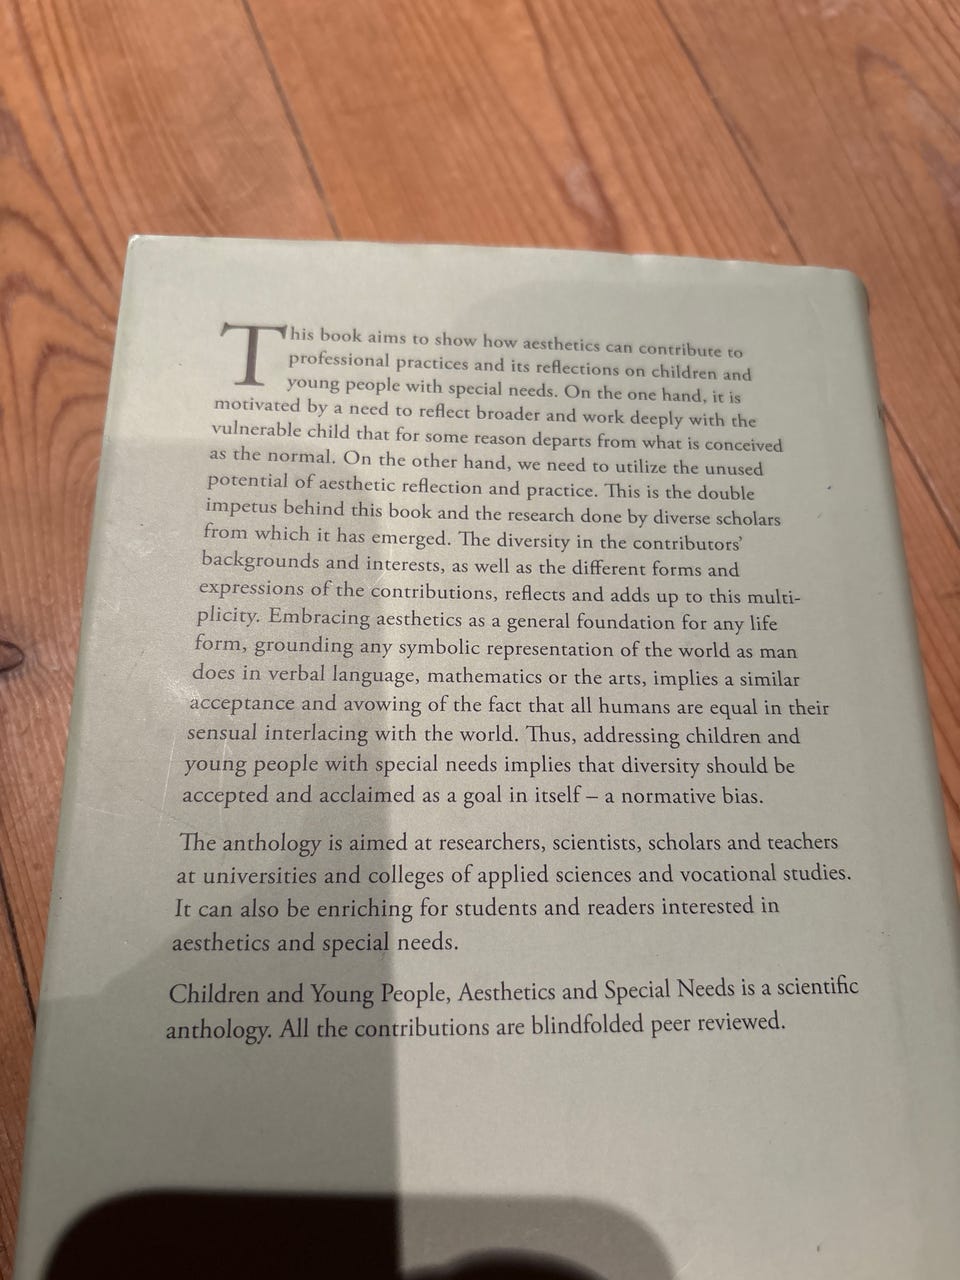 This book aims to show how aesthetics can contribute to
professional practices and its reflections on children and
young people with special needs. On the one hand, it is
motivated by a need to reflect broader and work deeply with the
vulnerable child that for some reason departs from what is conceived
as the normal. On the other hand, we need to utilize the unused
potential of aesthetic reflection and practice. This is the double
impetus behind this book and the research done by diverse scholars
from which it has emerged. The diversity in the contributors'
backgrounds and interests, as well as the different forms and
expressions of the contributions, reflects and adds up to this multi-
plicity. Embracing aesthetics as a general foundation for any life
form, grounding any symbolic representation of the world as man
does in verbal language, mathematics or the arts, implies a similar
acceptance and avowing of the fact that all humans are equal in their
sensual interlacing with the world. Thus, addressing children and
young people with special needs implies that diversity should be
accepted and acclaimed as a goal in itself – a normative bias.
The anthology is aimed at researchers, scientists, scholars and teachers
at universities and colleges of applied sciences and vocational studies.
It can also be enriching for students and readers interested in
aesthetics and special needs.
Children and Young People, Aesthetics and Special Needs is a scientific
anthology. All the contributions are blindfolded peer reviewed.